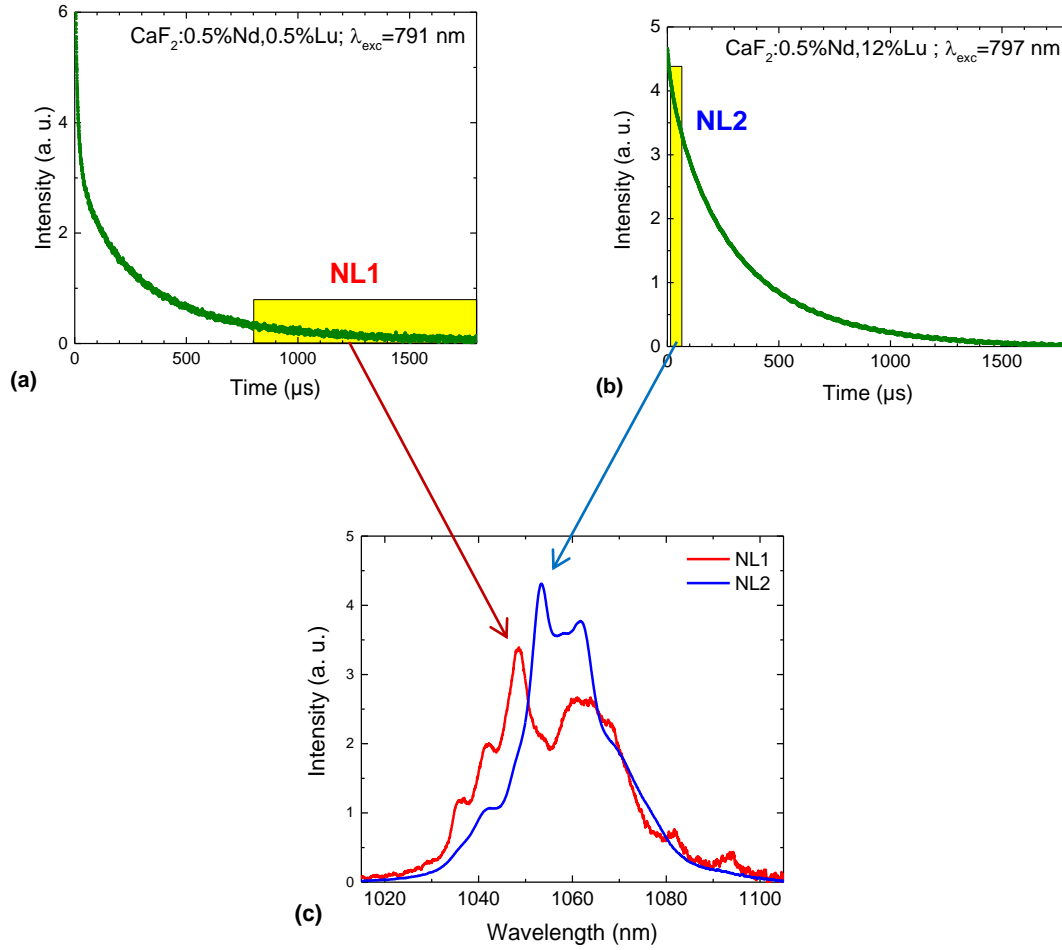 CaF2:0.5%Nd,0.5%Lu; λexc=791 nm
NL1
Intensity (a. u.)
6
4
2
0
0
500
1000
1500
Time (µs)
(a)
CaF2:0.5%Nd,12%Lu ; λexc=797 nm
NL2
Intensity (a. u.)
5
4
3
2
1
0
0
500
1000
1500
Time (µs)
(b)
NL1
NL2
Intensity (a. u.)
5
4
3
2
1
0
1020
1040
1060
1080
1100
Wavelength (nm)
(c)